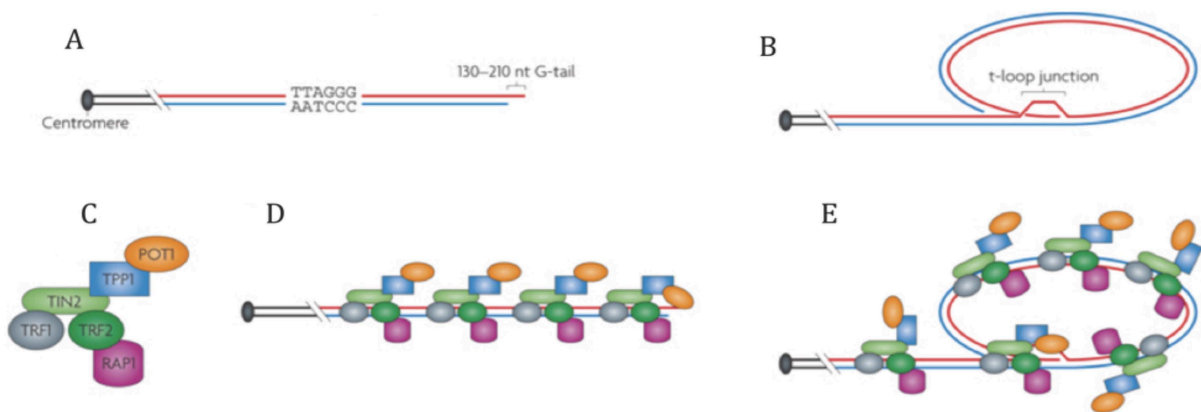 A
130–210 nt G-tail
TTAGGG
AATCCC
Centromere
B
t-loop junction
C
POT1
TPP1
TIN2
TRF1
TRF2
RAP1
D
E